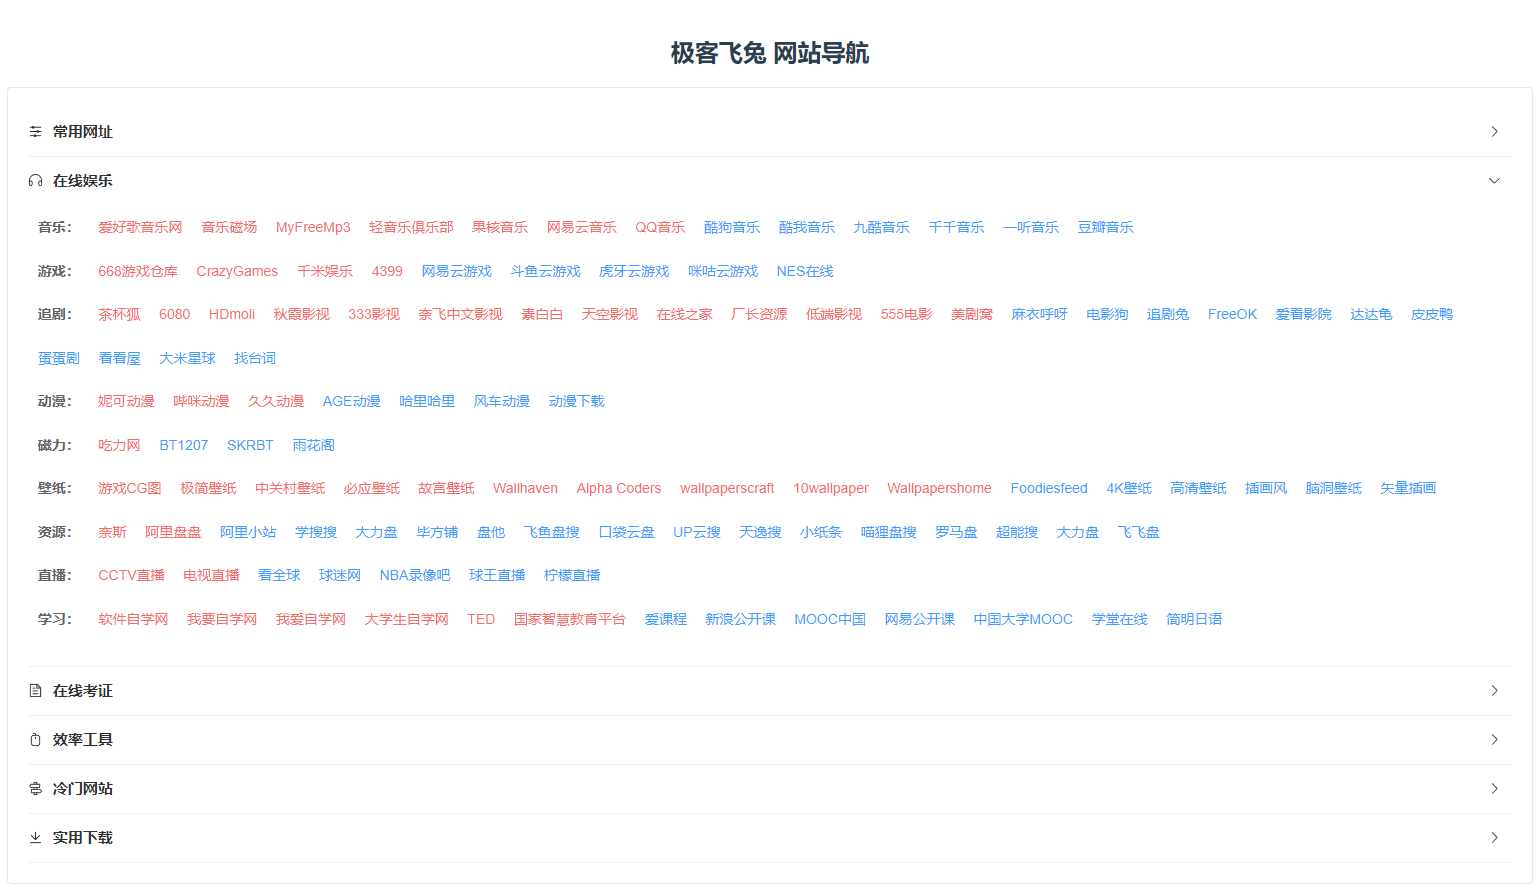 极客飞兔 网站导航
常用网址
在线娱乐
音乐： 爱好歌音乐网 音乐磁场 MyFreeMp3 轻音乐俱乐部 果核音乐 网易云音乐 QQ音乐 酷狗音乐 酷我音乐 九酷音乐 千千音乐 一听音乐 豆瓣音乐
游戏： 668游戏仓库 CrazyGames 千米娱乐 4399 网易云游戏 斗鱼云游戏 虎牙云游戏 咪咕云游戏 NES在线
追剧： 茶杯狐 6080 HDmoli 秋霞影视 333影视 奈飞中文影视 素白白 天空影视 在线之家 厂长资源 低端影视 555电影 美剧窝 麻衣呼呀 电影狗 追剧兔 FreeOK 爱看影院 达达龟 皮皮鸭
蛋蛋剧 看看屋 大米星球 找台词
动漫： 妮可动漫 哔咪动漫 久久动漫 AGE动漫 哈里哈里 风车动漫 动漫下载
磁力： 吃力网 BT1207 SKRBT 雨花阁
壁纸： 游戏CG图 极简壁纸 中关村壁纸 必应壁纸 故宫壁纸 Wallhaven Alpha Coders wallpaperscraft 10wallpaper Wallpapershome Foodiesfeed 4K壁纸 高清壁纸 插画风 脑洞壁纸 矢量插画
资源： 奈斯 阿里盘盘 阿里小站 学搜搜 大力盘 毕方铺 盘他 飞鱼盘搜 口袋云盘 UP云搜 天逸搜 小纸条 喵狸盘搜 罗马盘 超能搜 大力盘 飞飞盘
直播： CCTV直播 电视直播 看全球 球迷网 NBA录像吧 球王直播 柠檬直播
学习： 软件自学网 我要自学网 我爱自学网 大学生自学网 TED 国家智慧教育平台 爱课程 新浪公开课 MOOC中国 网易公开课 中国大学MOOC 学堂在线 简明日语
在线考证
效率工具
冷门网站
实用下载